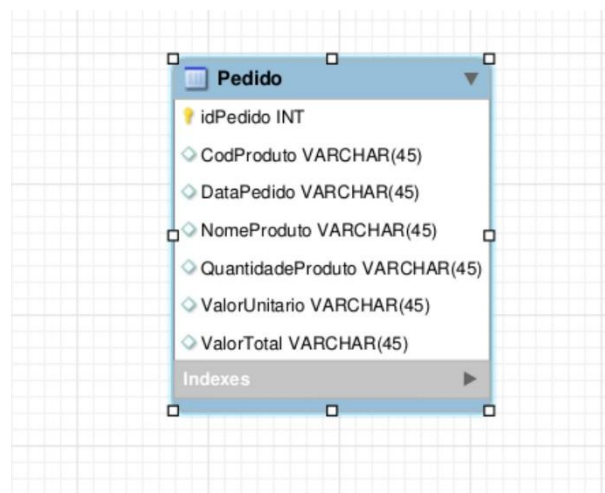 Pedido
idPedido INT
CodProduto VARCHAR(45)
DataPedido VARCHAR(45)
NomeProduto VARCHAR(45)
QuantidadeProduto VARCHAR(45)
ValorUnitario VARCHAR(45)
ValorTotal VARCHAR(45)
Indexes